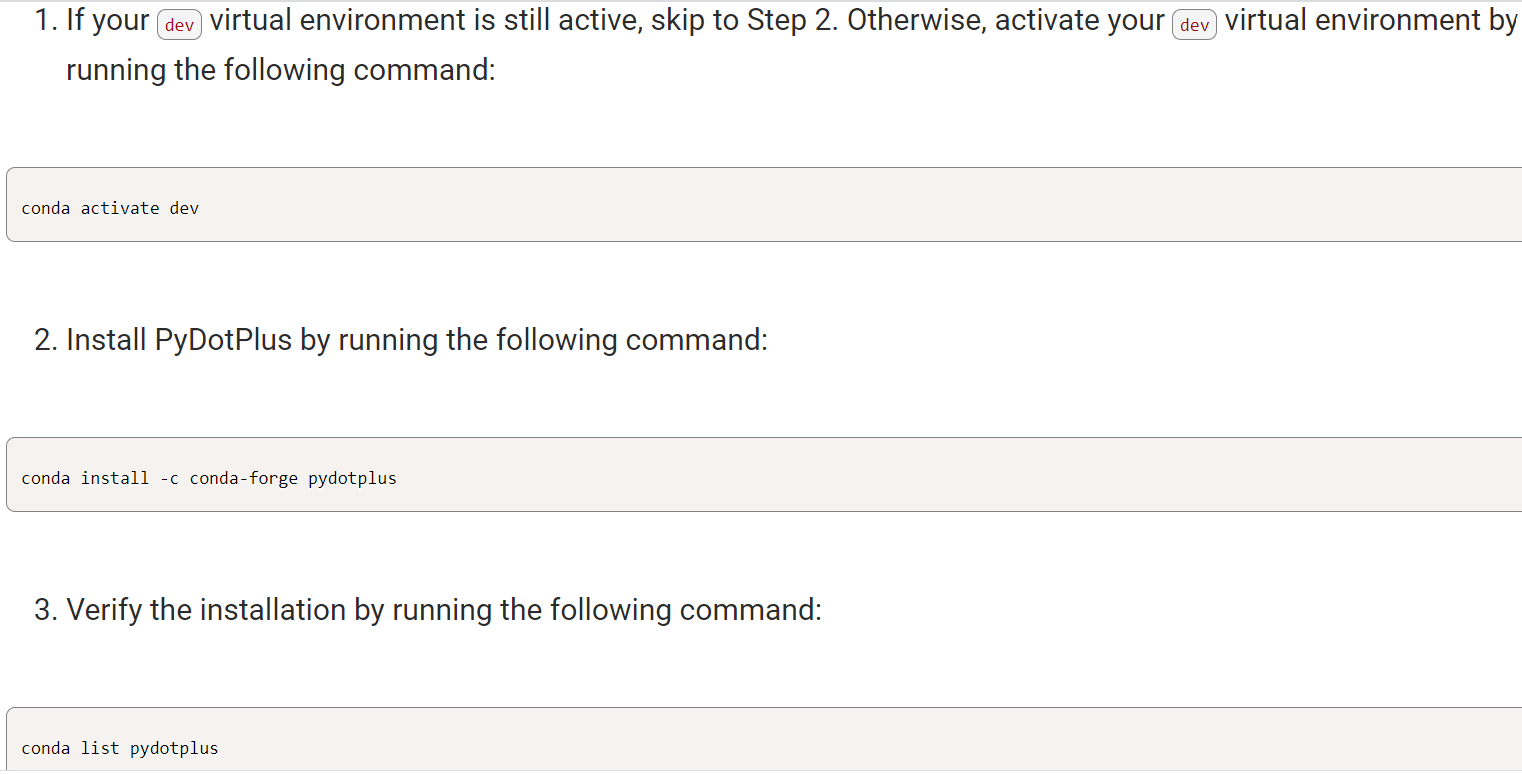 1. If your dev virtual environment is still active, skip to Step 2. Otherwise, activate your dev virtual environment by
running the following command:
conda activate dev
2. Install PyDotPlus by running the following command:
conda install -c conda-forge pydotplus
3. Verify the installation by running the following command:
conda list pydotplus